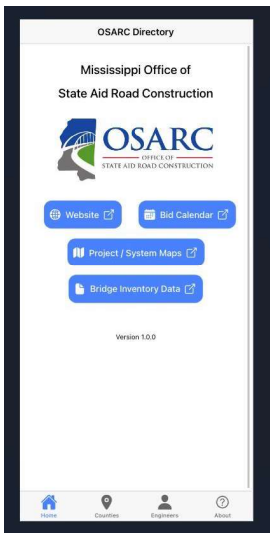 OSARC Directory
Mississippi Office of
State Aid Road Construction
OSARC
OFFICE OF
STATE AID ROAD CONSTRUCTION
Website
Bid Calendar
Project / System Maps
Bridge Inventory Data
Version 1.0.0
Home
Counties
Engineers
About